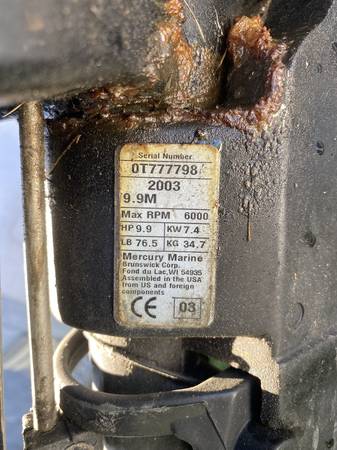 Serial Number
0T777798
2003
9.9M
Max RPM 6000
HP 9.9 KW 7.4
LB 76.5 KG 34.7
Mercury Marine
Brunswick Corp.
Fond du Lac, WI 54935
Assembled in the USA
from US and foreign
components
CE 03